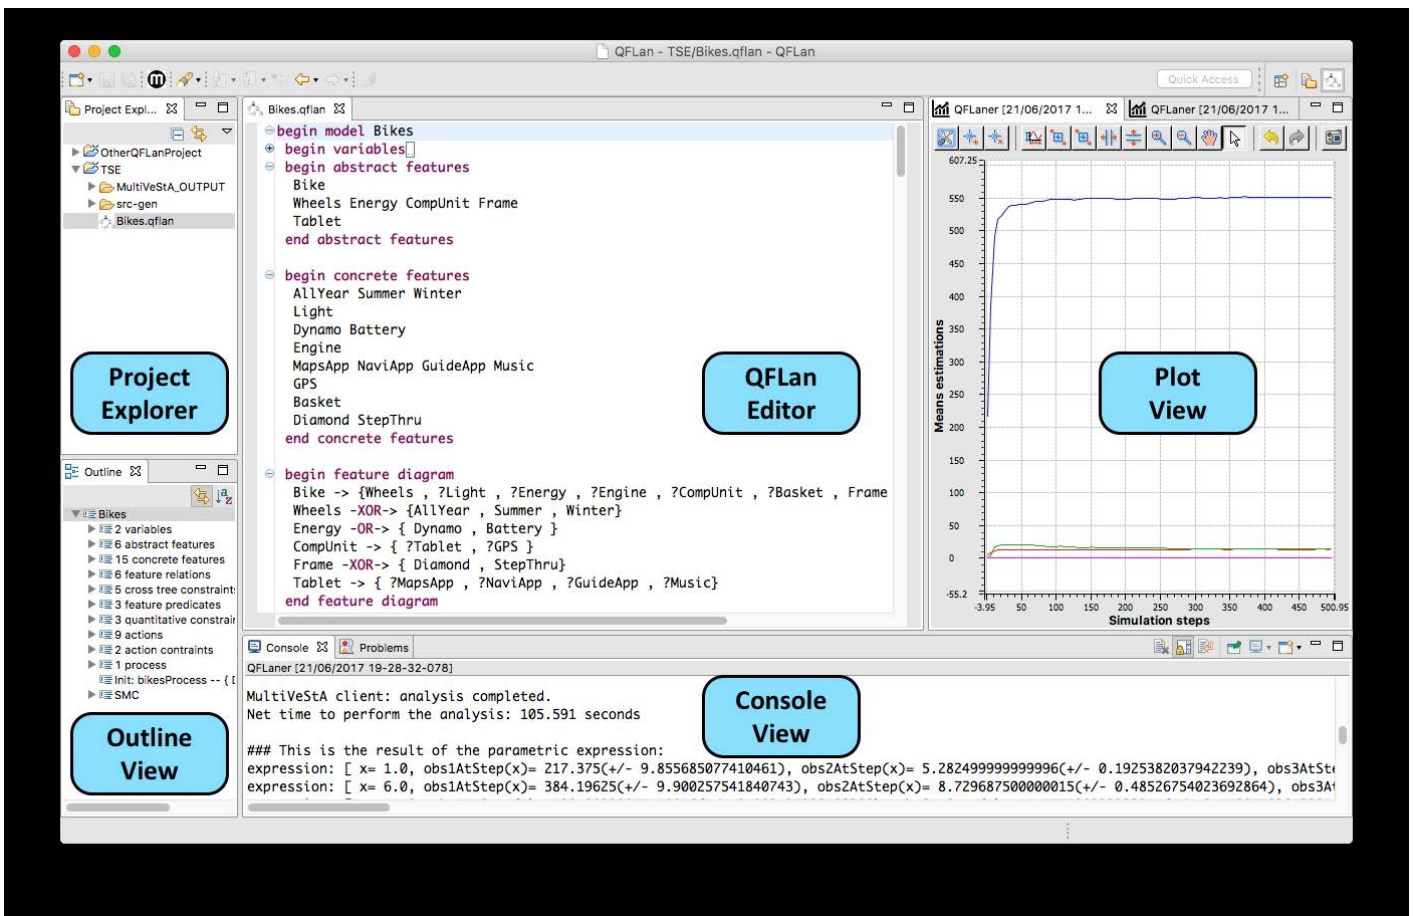 QFLan - TSE/Bikes.qflan - QFLan
Quick Access
Project Expl...
OtherQFLanProject
TSE
MultiVeStA_OUTPUT
src-gen
Bikes.qflan
Project
Explorer
Outline
Bikes
2 variables
6 abstract features
15 concrete features
6 feature relations
5 cross tree constraint:
3 feature predicates
3 quantitative constrair
9 actions
2 action contraints
1 process
Init: bikesProcess -- { [
SMC
Outline
View
Bikes.qflan
begin model Bikes
begin variables
begin abstract features
Bike
Wheels Energy CompUnit Frame
Tablet
end abstract features
begin concrete features
AllYear Summer Winter
Light
Dynamo Battery
Engine
MapsApp NaviApp GuideApp Music
GPS
Basket
Diamond StepThru
end concrete features
begin feature diagram
Bike -> {Wheels , ?Light , ?Energy , ?Engine , ?CompUnit , ?Basket , Frame
Wheels -XOR-> {AllYear , Summer , Winter}
Energy -OR-> { Dynamo , Battery }
CompUnit -> { ?Tablet , ?GPS }
Frame -XOR-> { Diamond , StepThru}
Tablet -> { ?MapsApp , ?NaviApp , ?GuideApp , ?Music}
end feature diagram
QFLan
Editor
QFLaner [21/06/2017 1...
QFLaner [21/06/2017 1...
607.25
550
500
450
400
350
300
250
200
150
100
50
0
-55.2
Means estimations
-3.95 50 100 150 200 250 300 350 400 450 500.95
Simulation steps
Plot
View
Console
Problems
QFLaner [21/06/2017 19-28-32-078]
MultiVeStA client: analysis completed.
Net time to perform the analysis: 105.591 seconds
### This is the result of the parametric expression:
expression: [ x= 1.0, obs1AtStep(x)= 217.375(+/- 9.855685077410461), obs2AtStep(x)= 5.282499999999996(+/- 0.1925382037942239), obs3AtSte
expression: [ x= 6.0, obs1AtStep(x)= 384.19625(+/- 9.900257541840743), obs2AtStep(x)= 8.729687500000015(+/- 0.48526754023692864), obs3At
Console
View